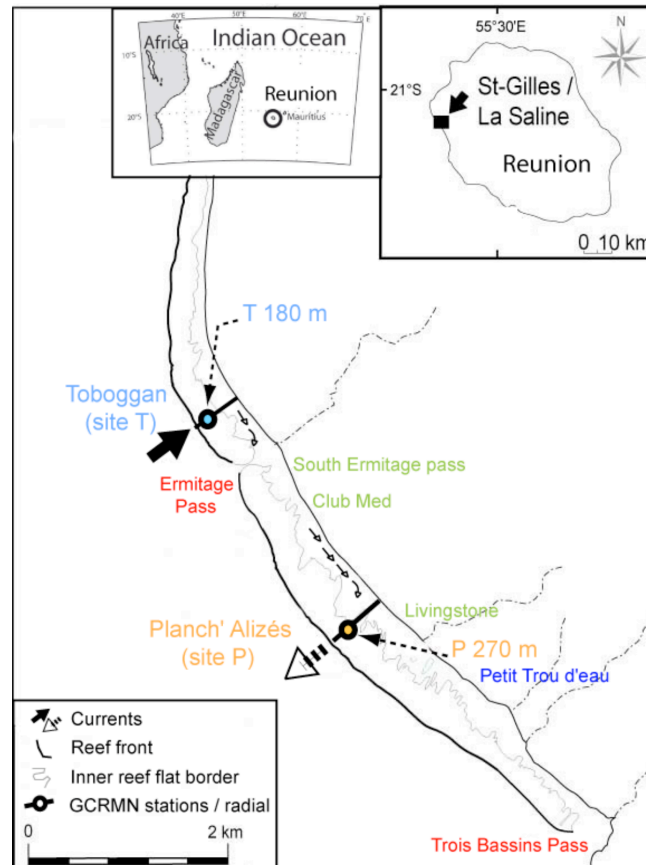 40°E
50°E
60°E
70°E
Africa
Indian Ocean
10°S
Reunion
Madagascar
20°S
Mauritius
55°30'E
N
21°S
St-Gilles /
La Saline
Reunion
0 10 km
T 180 m
Toboggan
(site T)
South Ermitage pass
Ermitage
Pass
Club Med
Livingstone
Planch' Alizés
(site P)
P 270 m
Petit Trou d'eau
Currents
Reef front
Inner reef flat border
GCRMN stations / radial
0 2 km
Trois Bassins Pass